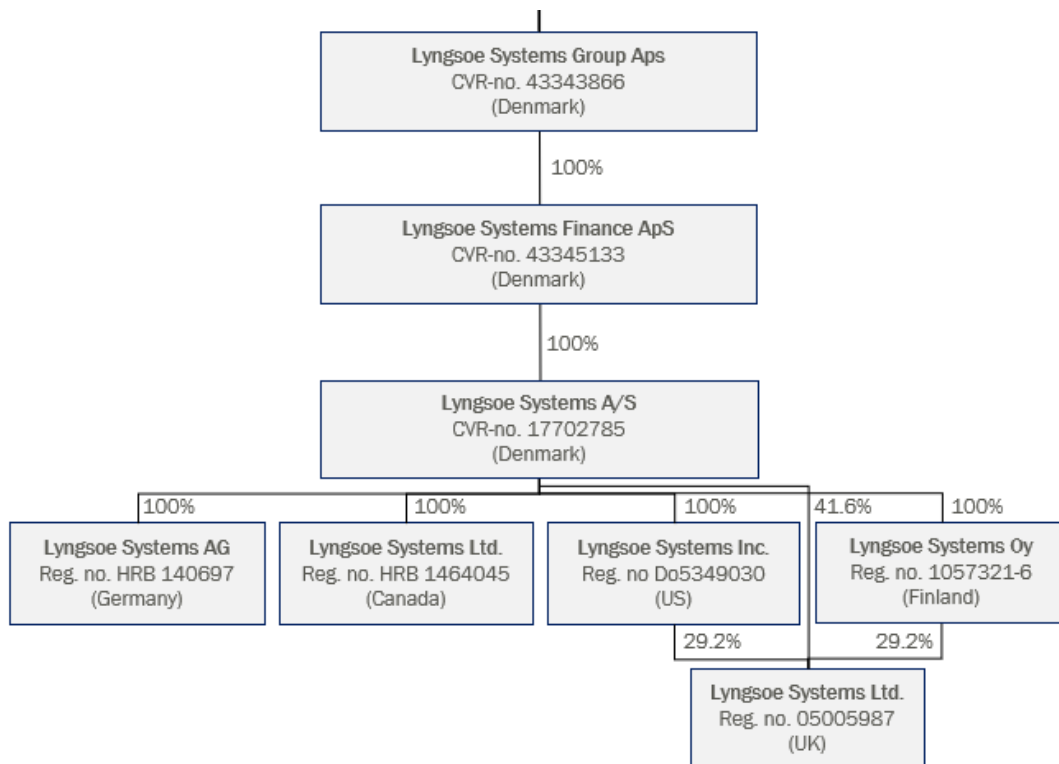 Lyngsoe Systems Group Aps
CVR-no. 43343866
(Denmark)
100%
Lyngsoe Systems Finance ApS
CVR-no. 43345133
(Denmark)
100%
Lyngsoe Systems A/S
CVR-no. 17702785
(Denmark)
100%
100%
100%
41.6%
100%
Lyngsoe Systems AG
Reg. no. HRB 140697
(Germany)
Lyngsoe Systems Ltd.
Reg. no. HRB 1464045
(Canada)
Lyngsoe Systems Inc.
Reg. no Do5349030
(US)
Lyngsoe Systems Oy
Reg. no. 1057321-6
(Finland)
29.2%
29.2%
Lyngsoe Systems Ltd.
Reg. no. 05005987
(UK)